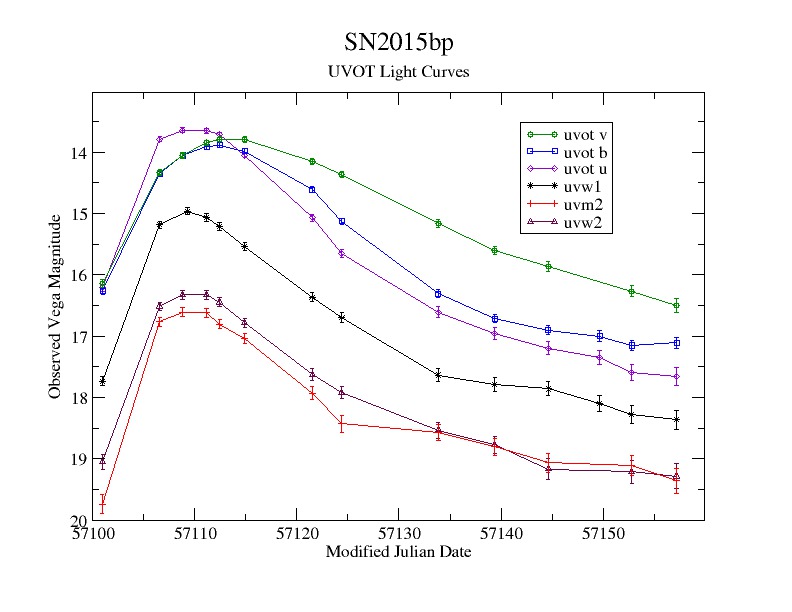 SN2015bp
UVOT Light Curves
uvot v
uvot b
uvot u
uvw1
uvm2
uvw2
Observed Vega Magnitude
14
15
16
17
18
19
20
57100 57110 57120 57130 57140 57150
Modified Julian Date